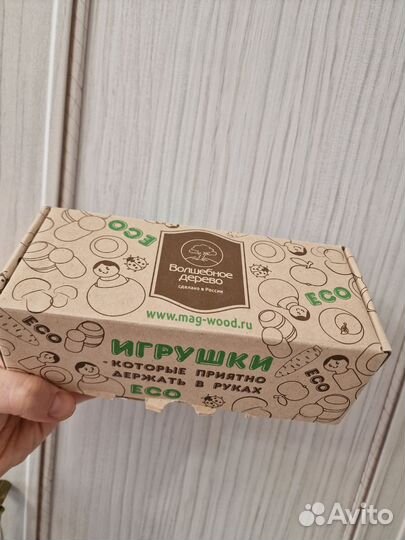 ECO
Волшебное
дерево
сделано в России
ECO
www.mag-wood.ru
ECO
ИГРУШКИ
КОТОРЫЕ ПРИЯТНО
ДЕРЖАТЬ В РУКАХ
ECO
ECO
Avito